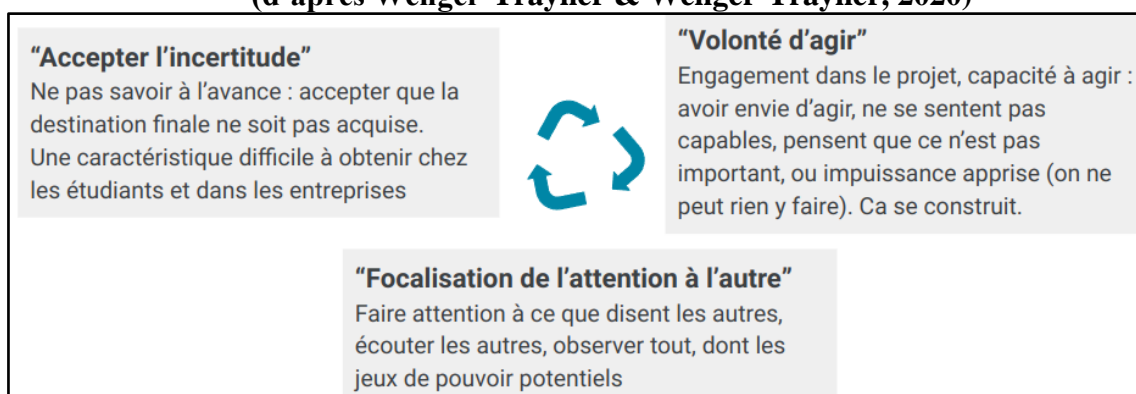 (d'après Wenger-Trayner & Wenger-Trayner, 2020)
“Accepter l’incertitude”
Ne pas savoir à l’avance : accepter que la
destination finale ne soit pas acquise.
Une caractéristique difficile à obtenir chez
les étudiants et dans les entreprises
“Volonté d’agir”
Engagement dans le projet, capacité à agir :
avoir envie d’agir, ne se sentent pas
capables, pensent que ce n’est pas
important, ou impuissance apprise (on ne
peut rien y faire). Ca se construit.
“Focalisation de l’attention à l’autre”
Faire attention à ce que disent les autres,
écouter les autres, observer tout, dont les
jeux de pouvoir potentiels